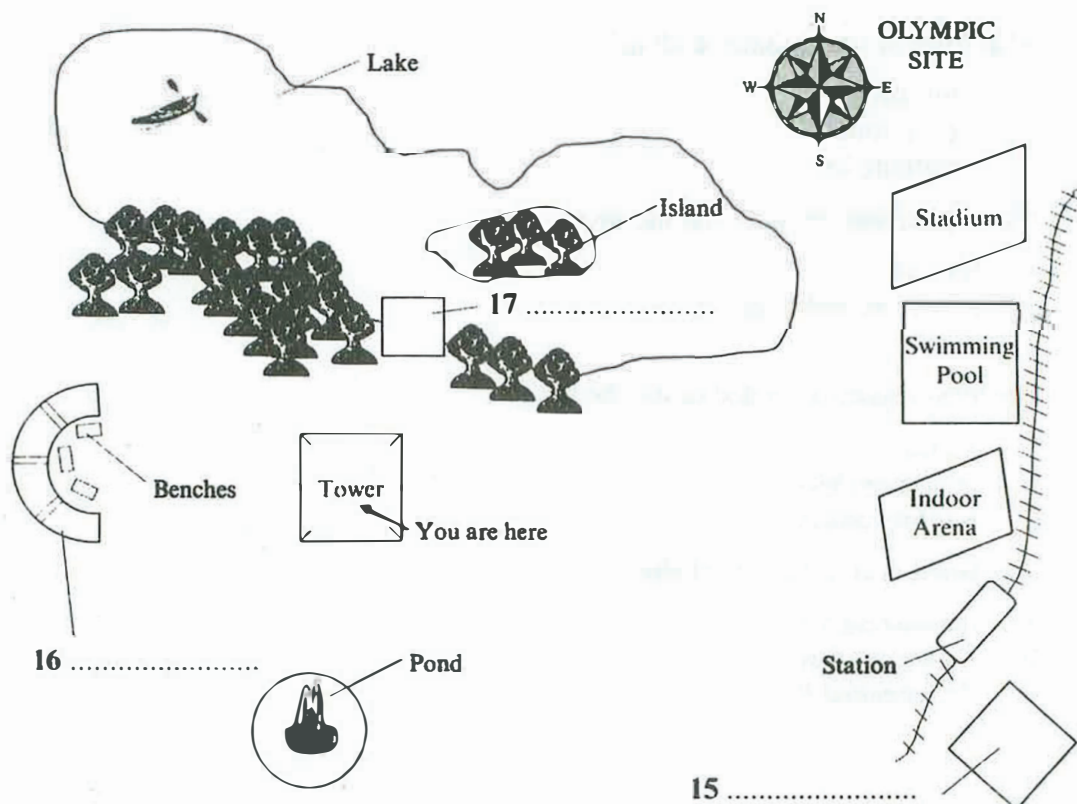 N
OLYMPIC
SITE
W
E
S
Lake
Stadium
Island
17 ........................
Swimming
Pool
Benches
Tower
You are here
Indoor
Arena
16 ........................
Pond
Station
15 ........................